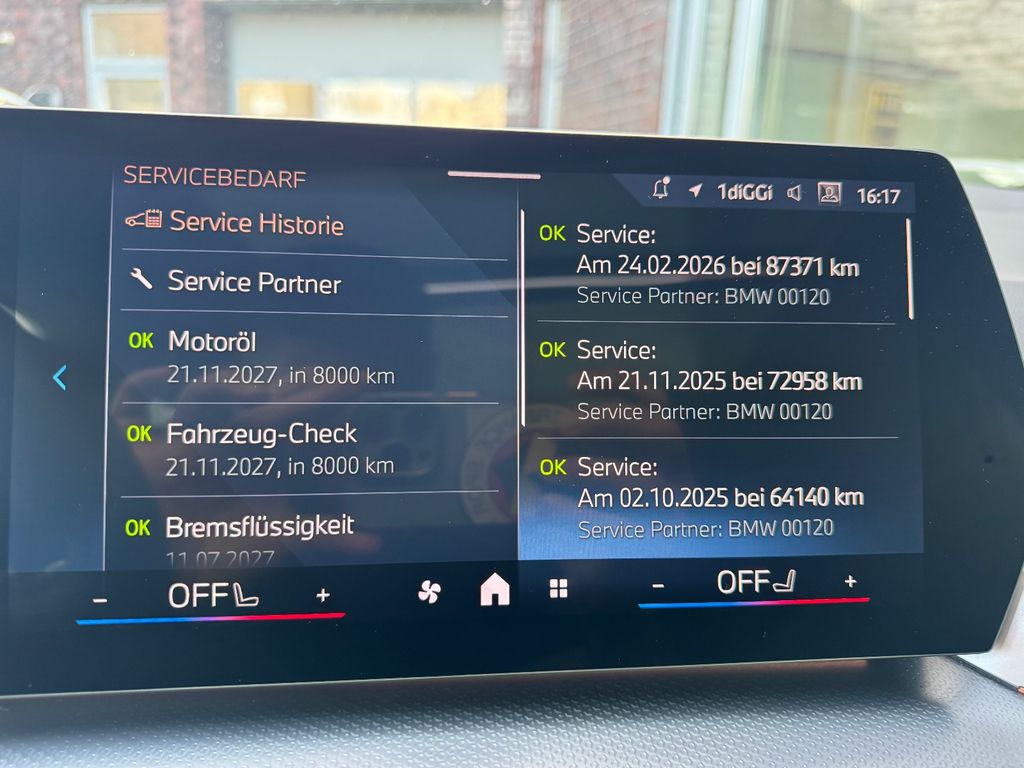 SERVICEBEDARF
Service Historie
Service Partner
OK Motoröl
21.11.2027, in 8000 km
OK Fahrzeug-Check
21.11.2027, in 8000 km
OK Bremsflüssigkeit
11.07.2027
1diGGi 16:17
OK Service:
Am 24.02.2026 bei 87371 km
Service Partner: BMW 00120
OK Service:
Am 21.11.2025 bei 72958 km
Service Partner: BMW 00120
OK Service:
Am 02.10.2025 bei 64140 km
Service Partner: BMW 00120
− OFF +
− OFF +